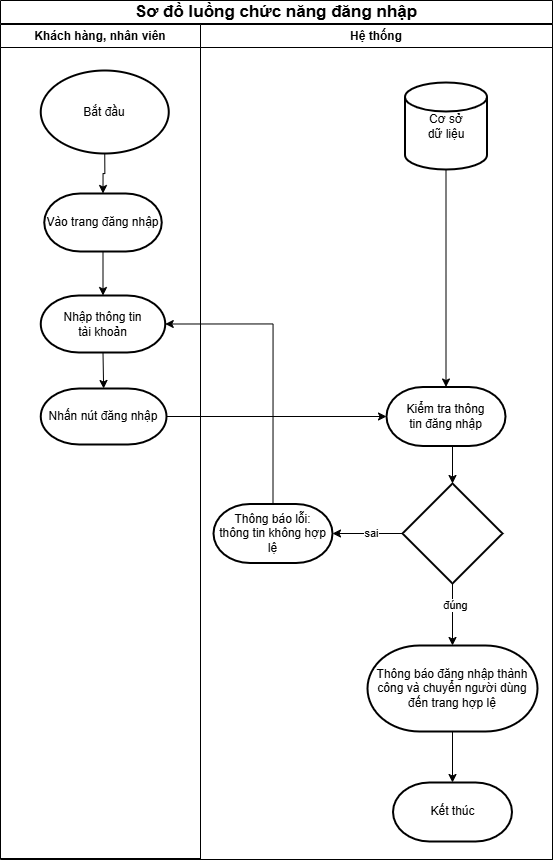 Sơ đồ luồng chức năng đăng nhập
Khách hàng, nhân viên
Hệ thống
Bắt đầu
Cơ sở
dữ liệu
Vào trang đăng nhập
Nhập thông tin
tài khoản
Nhấn nút đăng nhập
Kiểm tra thông
tin đăng nhập
Thông báo lỗi:
thông tin không hợp
lệ
sai
đúng
Thông báo đăng nhập thành
công và chuyển người dùng
đến trang hợp lệ
Kết thúc